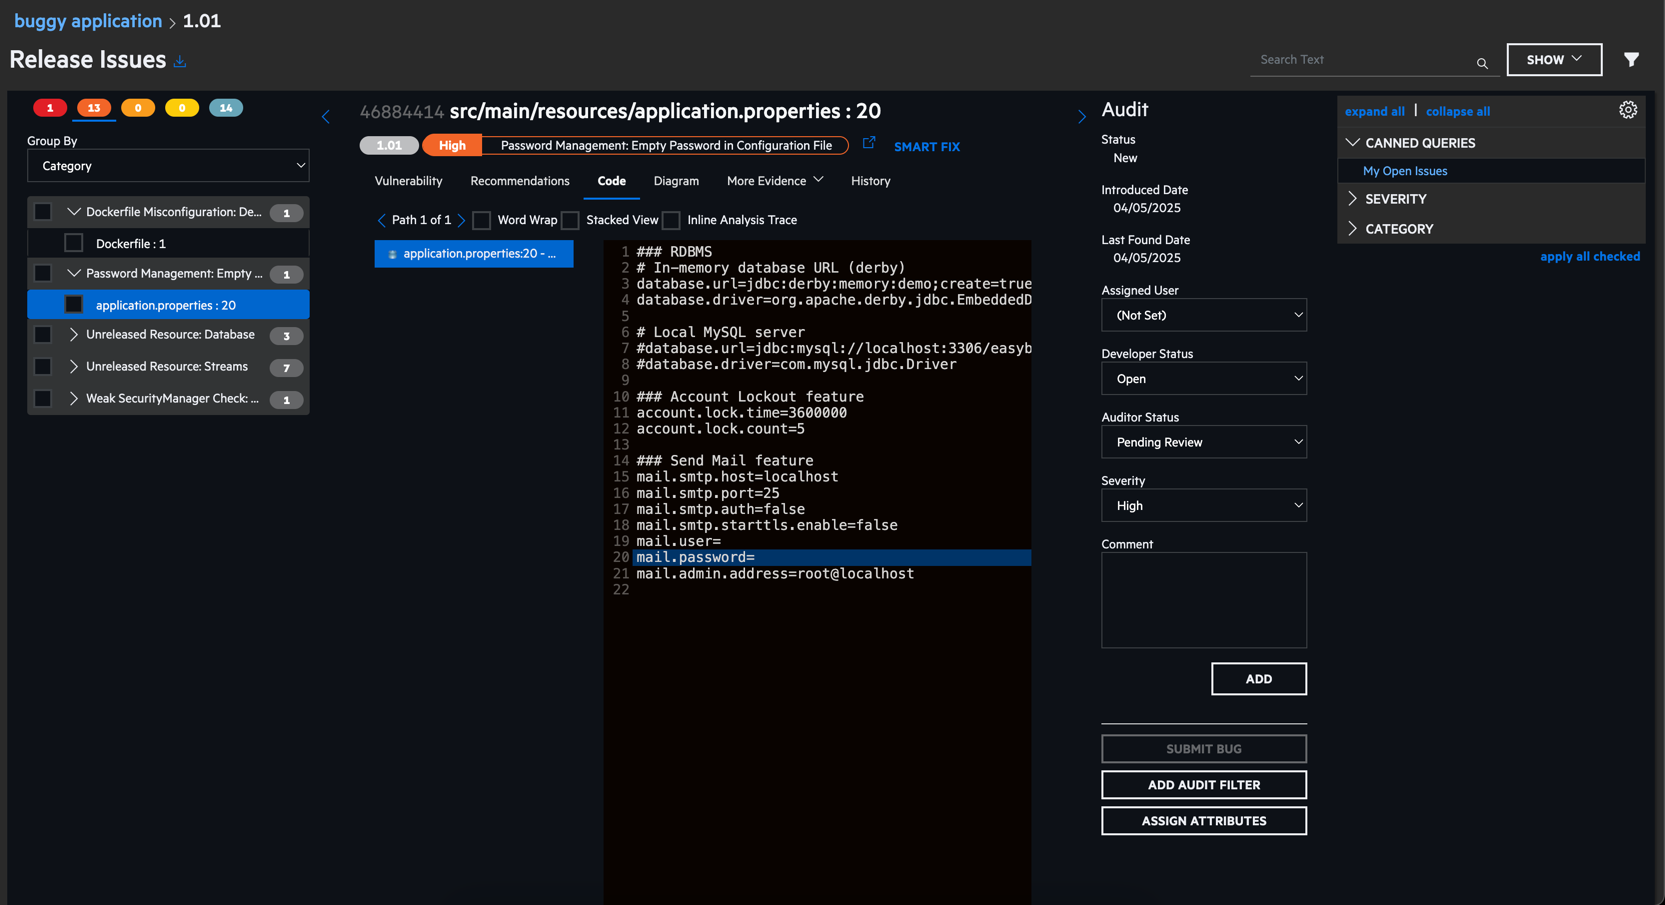 buggy application > 1.01
Release Issues
Search Text
SHOW
1 13 0 0 14
Group By
Category
Dockerfile Misconfiguration: De... 1
Dockerfile : 1
Password Management: Empty ... 1
application.properties : 20
Unreleased Resource: Database 3
Unreleased Resource: Streams 7
Weak SecurityManager Check: ... 1
46884414 src/main/resources/application.properties : 20
1.01 High Password Management: Empty Password in Configuration File SMART FIX
Vulnerability Recommendations Code Diagram More Evidence History
Path 1 of 1 Word Wrap Stacked View Inline Analysis Trace
application.properties:20 - ...
1 ### RDBMS
2 # In-memory database URL (derby)
3 database.url=jdbc:derby:memory:demo;create=true
4 database.driver=org.apache.derby.jdbc.EmbeddedD
5
6 # Local MySQL server
7 #database.url=jdbc:mysql://localhost:3306/easyb
8 #database.driver=com.mysql.jdbc.Driver
9
10 ### Account Lockout feature
11 account.lock.time=3600000
12 account.lock.count=5
13
14 ### Send Mail feature
15 mail.smtp.host=localhost
16 mail.smtp.port=25
17 mail.smtp.auth=false
18 mail.smtp.starttls.enable=false
19 mail.user=
20 mail.password=
21 mail.admin.address=root@localhost
22
Audit
Status
New
Introduced Date
04/05/2025
Last Found Date
04/05/2025
Assigned User
(Not Set)
Developer Status
Open
Auditor Status
Pending Review
Severity
High
Comment
ADD
SUBMIT BUG
ADD AUDIT FILTER
ASSIGN ATTRIBUTES
expand all | collapse all
CANNED QUERIES
My Open Issues
SEVERITY
CATEGORY
apply all checked